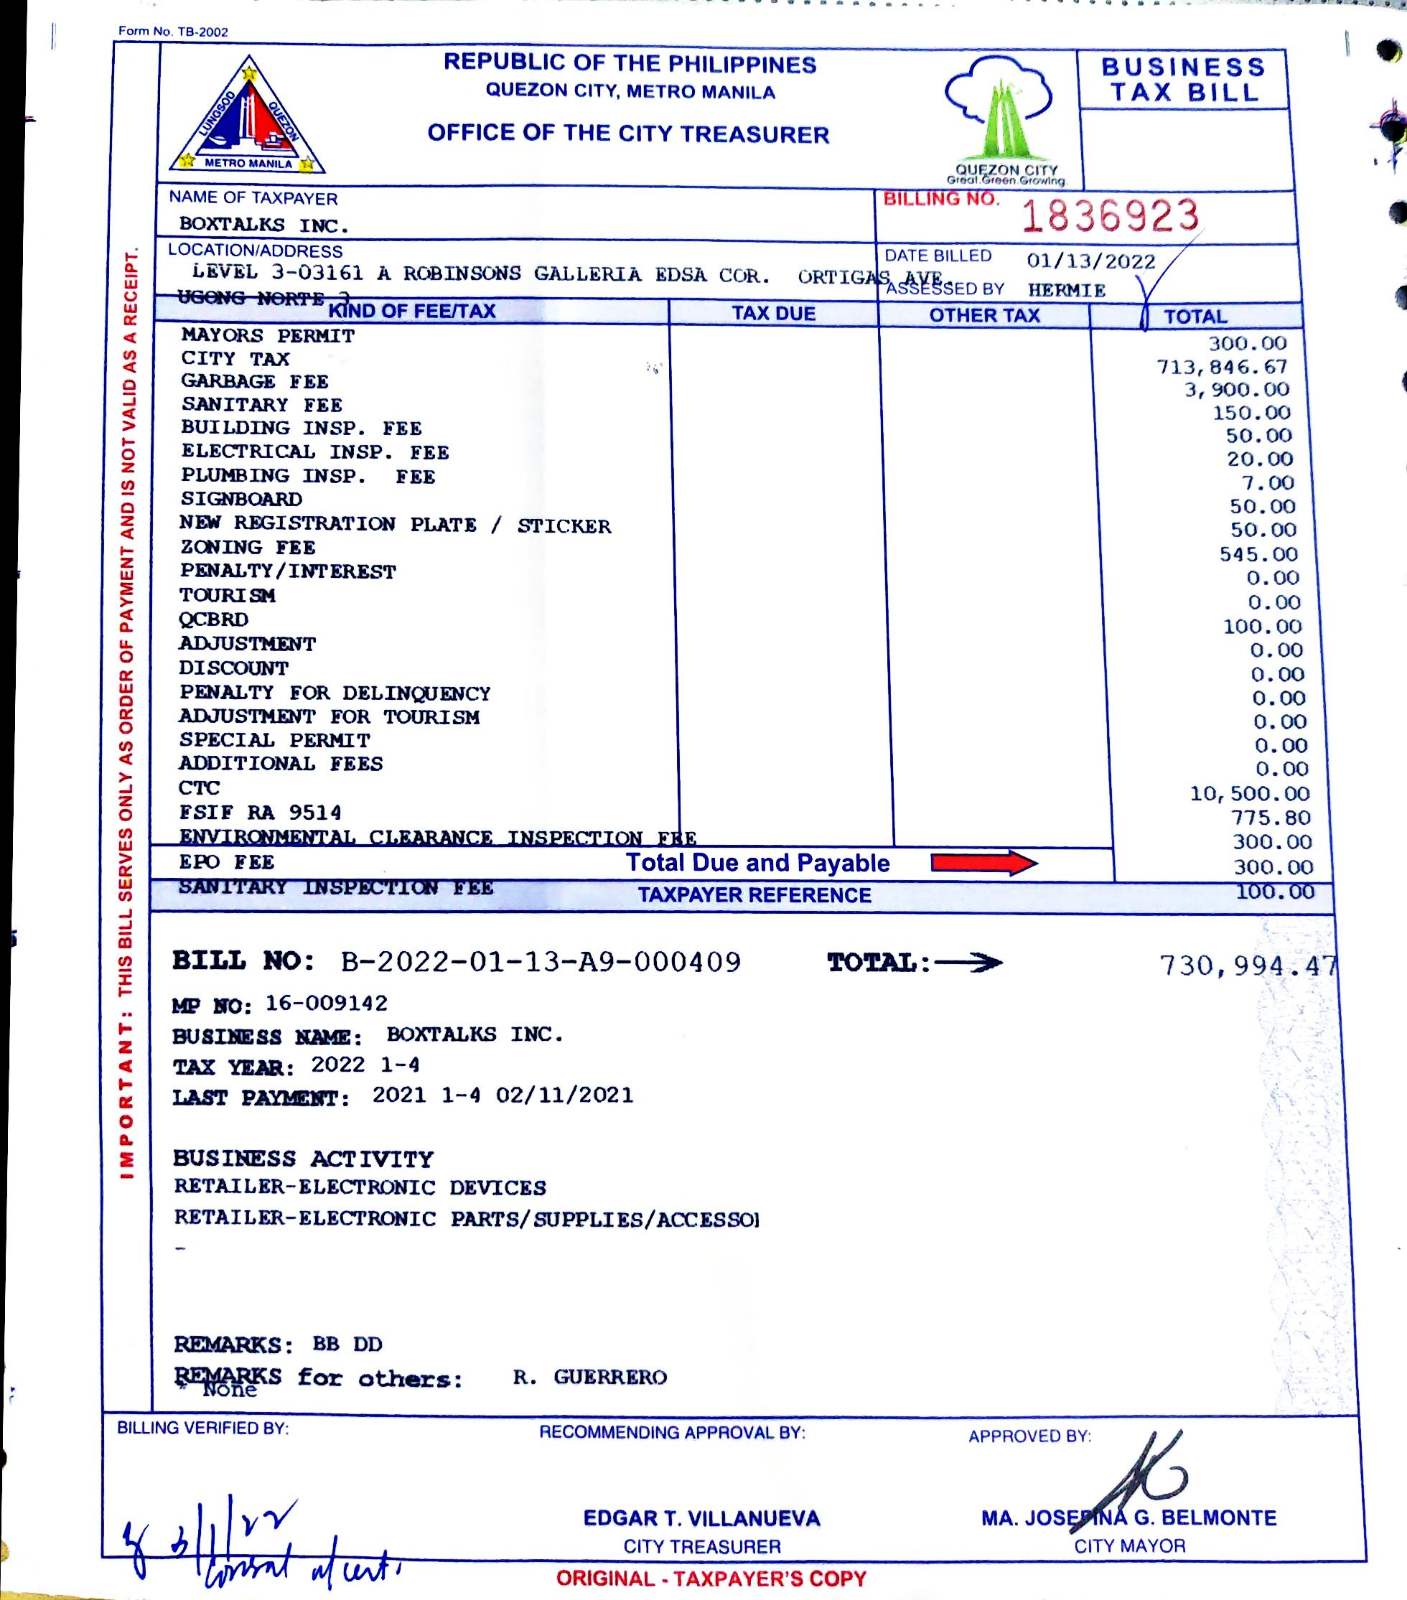 Form No. TB-2002
LUNGSOD QUEZON
METRO MANILA
REPUBLIC OF THE PHILIPPINES
QUEZON CITY, METRO MANILA
OFFICE OF THE CITY TREASURER
QUEZON CITY
Great.Green.Growing
BUSINESS
TAX BILL
NAME OF TAXPAYER
BOXTALKS INC.
BILLING NO. 1836923
LOCATION/ADDRESS
LEVEL 3-03161 A ROBINSONS GALLERIA EDSA COR. ORTIGAS AVE.
UGONG NORTE
DATE BILLED 01/13/2022
ASSESSED BY HERMIE
KIND OF FEE/TAX TAX DUE OTHER TAX TOTAL
MAYORS PERMIT 300.00
CITY TAX 713,846.67
GARBAGE FEE 3,900.00
SANITARY FEE 150.00
BUILDING INSP. FEE 50.00
ELECTRICAL INSP. FEE 20.00
PLUMBING INSP. FEE 7.00
SIGNBOARD 50.00
NEW REGISTRATION PLATE / STICKER 50.00
ZONING FEE 545.00
PENALTY/INTEREST 0.00
TOURISM 0.00
QCBRD 100.00
ADJUSTMENT 0.00
DISCOUNT 0.00
PENALTY FOR DELINQUENCY 0.00
ADJUSTMENT FOR TOURISM 0.00
SPECIAL PERMIT 0.00
ADDITIONAL FEES 0.00
CTC 10,500.00
FSIF RA 9514 775.80
ENVIRONMENTAL CLEARANCE INSPECTION FEE 300.00
EPO FEE Total Due and Payable 300.00
SANITARY INSPECTION FEE 100.00
TAXPAYER REFERENCE
BILL NO: B-2022-01-13-A9-000409 TOTAL: 730,994.47
MP NO: 16-009142
BUSINESS NAME: BOXTALKS INC.
TAX YEAR: 2022 1-4
LAST PAYMENT: 2021 1-4 02/11/2021
BUSINESS ACTIVITY
RETAILER-ELECTRONIC DEVICES
RETAILER-ELECTRONIC PARTS/SUPPLIES/ACCESSO
-
REMARKS: BB DD
REMARKS for others: R. GUERRERO
* None
BILLING VERIFIED BY:
RECOMMENDING APPROVAL BY:
EDGAR T. VILLANUEVA
CITY TREASURER
APPROVED BY:
MA. JOSEFINA G. BELMONTE
CITY MAYOR
ORIGINAL - TAXPAYER'S COPY
IMPORTANT: THIS BILL SERVES ONLY AS ORDER OF PAYMENT AND IS NOT VALID AS A RECEIPT.